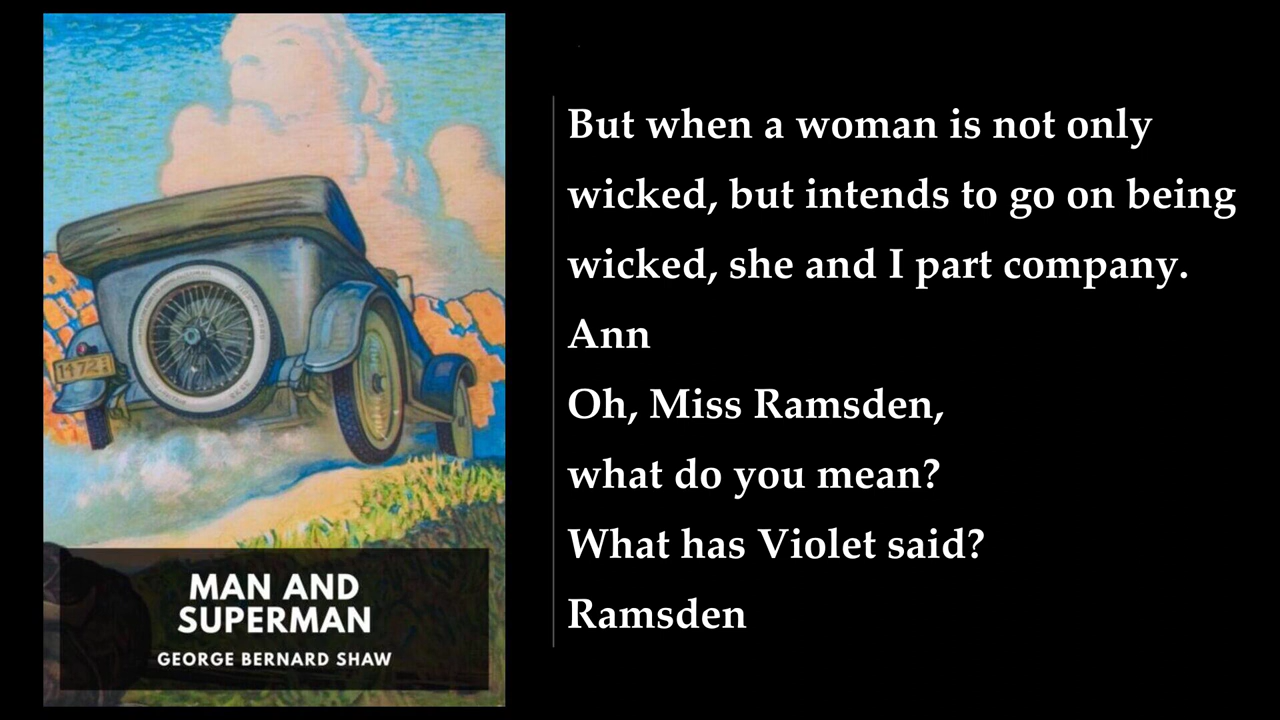 1472
MAN AND
SUPERMAN
GEORGE BERNARD SHAW
But when a woman is not only
wicked, but intends to go on being
wicked, she and I part company.
Ann
Oh, Miss Ramsden,
what do you mean?
What has Violet said?
Ramsden